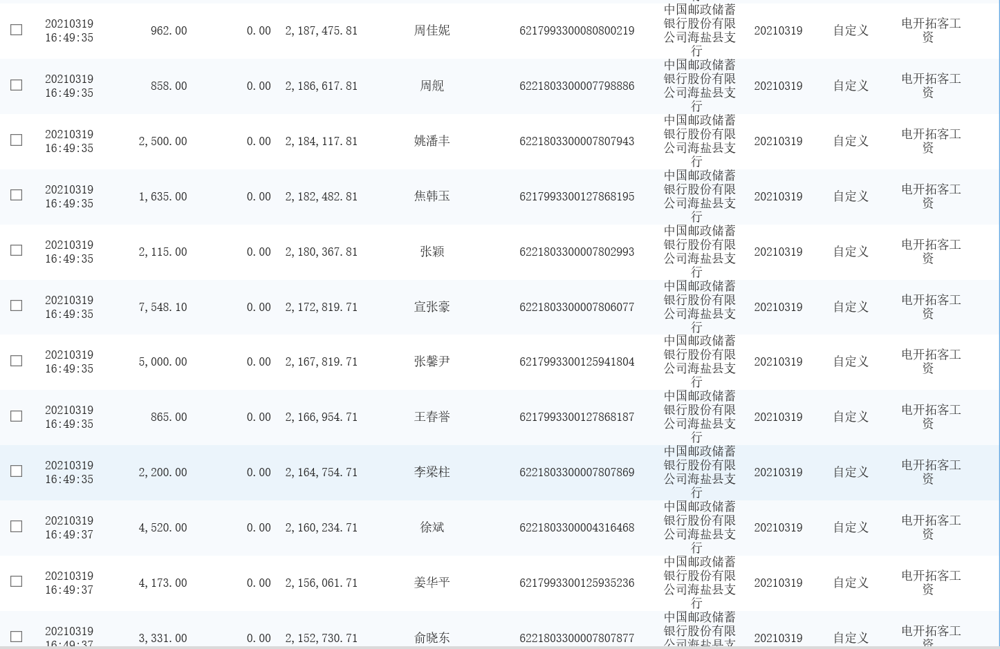 20210319
16:49:35
962.00
0.00
2,187,475.81
周佳妮
6217993300080800219
中国邮政储蓄
银行股份有限
公司海盐县支
行
20210319
自定义
电开拓客工
资
20210319
16:49:35
858.00
0.00
2,186,617.81
周舰
6221803300007798886
中国邮政储蓄
银行股份有限
公司海盐县支
行
20210319
自定义
电开拓客工
资
20210319
16:49:35
2,500.00
0.00
2,184,117.81
姚潘丰
6221803300007807943
中国邮政储蓄
银行股份有限
公司海盐县支
行
20210319
自定义
电开拓客工
资
20210319
16:49:35
1,635.00
0.00
2,182,482.81
焦韩玉
6217993300127868195
中国邮政储蓄
银行股份有限
公司海盐县支
行
20210319
自定义
电开拓客工
资
20210319
16:49:35
2,115.00
0.00
2,180,367.81
张颖
6221803300007802993
中国邮政储蓄
银行股份有限
公司海盐县支
行
20210319
自定义
电开拓客工
资
20210319
16:49:35
7,548.10
0.00
2,172,819.71
宣张豪
6221803300007806077
中国邮政储蓄
银行股份有限
公司海盐县支
行
20210319
自定义
电开拓客工
资
20210319
16:49:35
5,000.00
0.00
2,167,819.71
张馨尹
6217993300125941804
中国邮政储蓄
银行股份有限
公司海盐县支
行
20210319
自定义
电开拓客工
资
20210319
16:49:35
865.00
0.00
2,166,954.71
王春誉
6217993300127868187
中国邮政储蓄
银行股份有限
公司海盐县支
行
20210319
自定义
电开拓客工
资
20210319
16:49:35
2,200.00
0.00
2,164,754.71
李梁柱
6221803300007807869
中国邮政储蓄
银行股份有限
公司海盐县支
行
20210319
自定义
电开拓客工
资
20210319
16:49:37
4,520.00
0.00
2,160,234.71
徐斌
6221803300004316468
中国邮政储蓄
银行股份有限
公司海盐县支
行
20210319
自定义
电开拓客工
资
20210319
16:49:37
4,173.00
0.00
2,156,061.71
姜华平
6217993300125935236
中国邮政储蓄
银行股份有限
公司海盐县支
行
20210319
自定义
电开拓客工
资
20210319
16:49:37
3,331.00
0.00
2,152,730.71
俞晓东
6221803300007807877
中国邮政储蓄
银行股份有限
公司海盐县支
20210319
自定义
电开拓客工
资